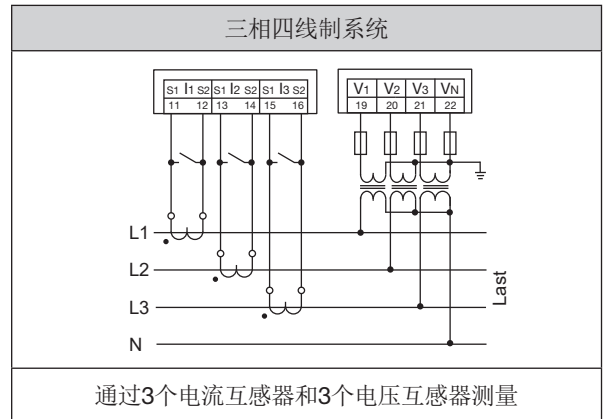 三相四线制系统
S1 I1 S2 S1 I2 S2 S1 I3 S2
11 12 13 14 15 16
V1 V2 V3 VN
19 20 21 22
L1
L2
L3
N
Last
通过3个电流互感器和3个电压互感器测量